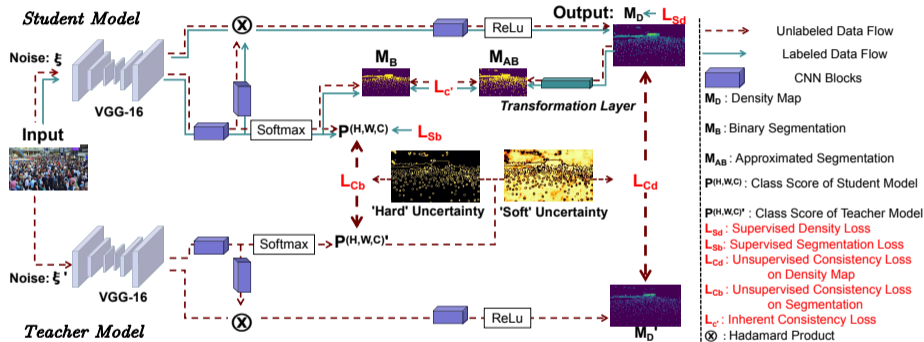 Student Model
Noise: ξ
VGG-16
Input
ReLu
Output: M_D
L_Sd
M_B
M_AB
L_c'
Transformation Layer
Softmax
P^(H,W,C)
L_Sb
L_Cb
L_Cd
'Hard' Uncertainty
'Soft' Uncertainty
Softmax
P^(H,W,C)'
Noise: ξ'
VGG-16
ReLu
M_D'
Teacher Model
Unlabeled Data Flow
Labeled Data Flow
CNN Blocks
M_D : Density Map
M_B : Binary Segmentation
M_AB : Approximated Segmentation
P^(H,W,C) : Class Score of Student Model
P^(H,W,C)' : Class Score of Teacher Model
L_Sd : Supervised Density Loss
L_Sb : Supervised Segmentation Loss
L_Cd : Unsupervised Consistency Loss
on Density Map
L_Cb : Unsupervised Consistency Loss
on Segmentation
L_c' : Inherent Consistency Loss
⊗ : Hadamard Product